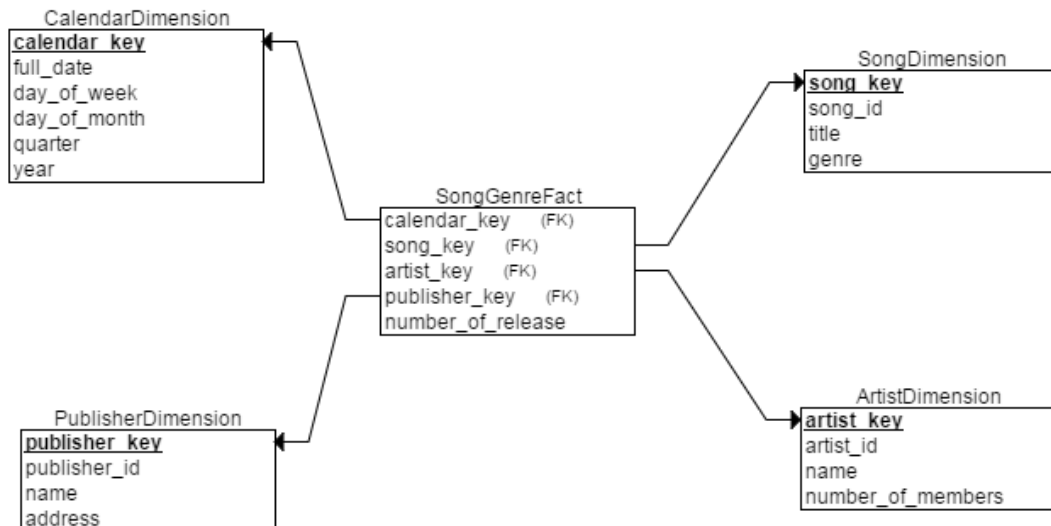 CalendarDimension
calendar_key
full_date
day_of_week
day_of_month
quarter
year
SongDimension
song_key
song_id
title
genre
SongGenreFact
calendar_key (FK)
song_key (FK)
artist_key (FK)
publisher_key (FK)
number_of_release
PublisherDimension
publisher_key
publisher_id
name
address
ArtistDimension
artist_key
artist_id
name
number_of_members